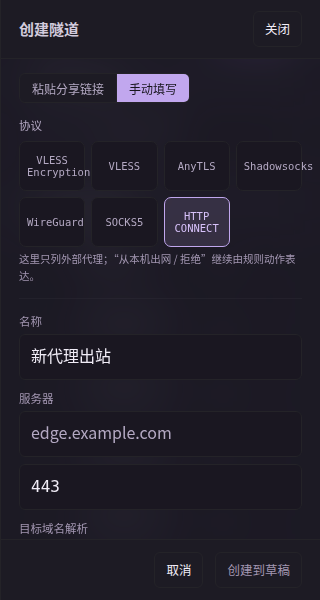 创建隧道
关闭
粘贴分享链接
手动填写
协议
VLESS
Encryption
VLESS
AnyTLS
Shadowsocks
WireGuard
SOCKS5
HTTP
CONNECT
这里只列外部代理；“从本机出网 / 拒绝”继续由规则动作表
达。
名称
新代理出站
服务器
edge.example.com
443
目标域名解析
取消
创建到草稿